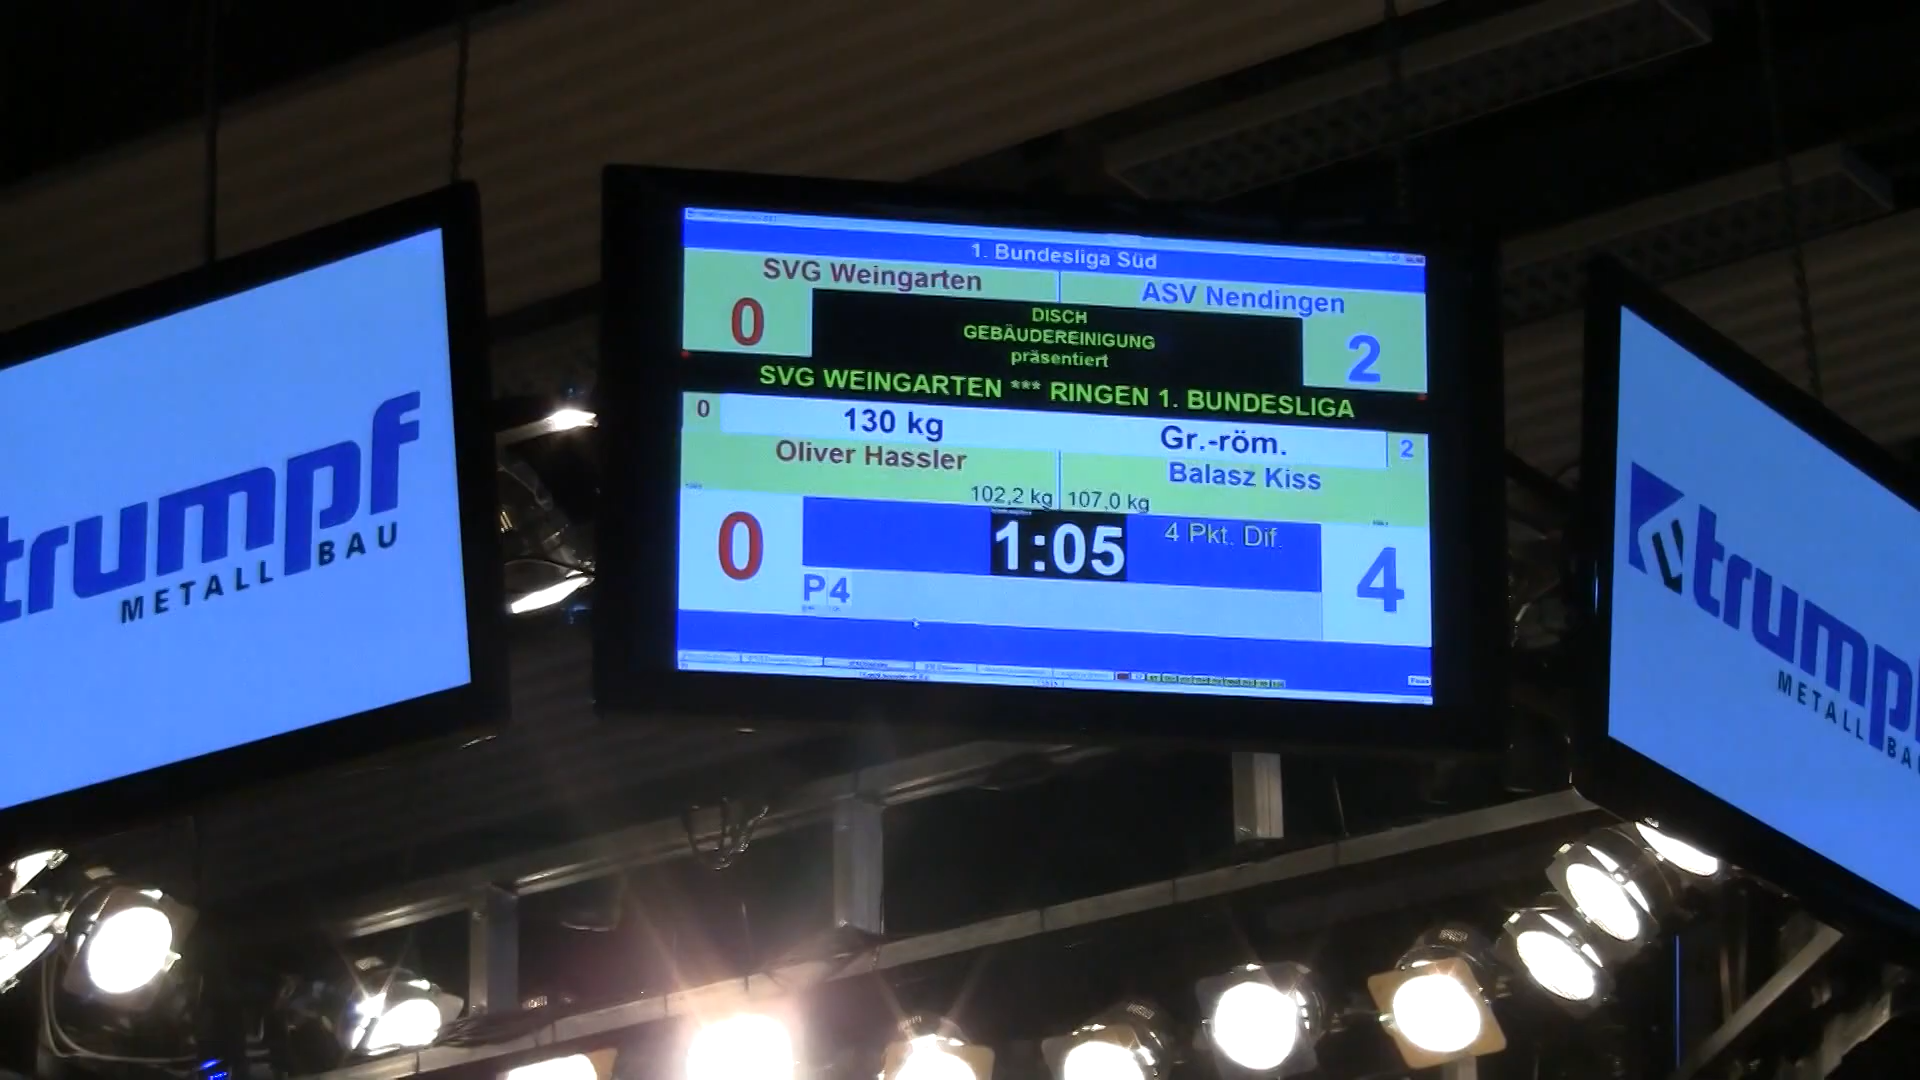 trumpf
METALL BAU
1. Bundesliga Süd
SVG Weingarten
ASV Nendingen
0
DISCH
GEBÄUDEREINIGUNG
präsentiert
2
SVG WEINGARTEN *** RINGEN 1. BUNDESLIGA
0
130 kg
Gr.-röm.
2
Oliver Hassler
Balasz Kiss
102,2 kg
107,0 kg
0
1:05
4 Pkt. Dif.
4
P4
trumpf
METALL BAU